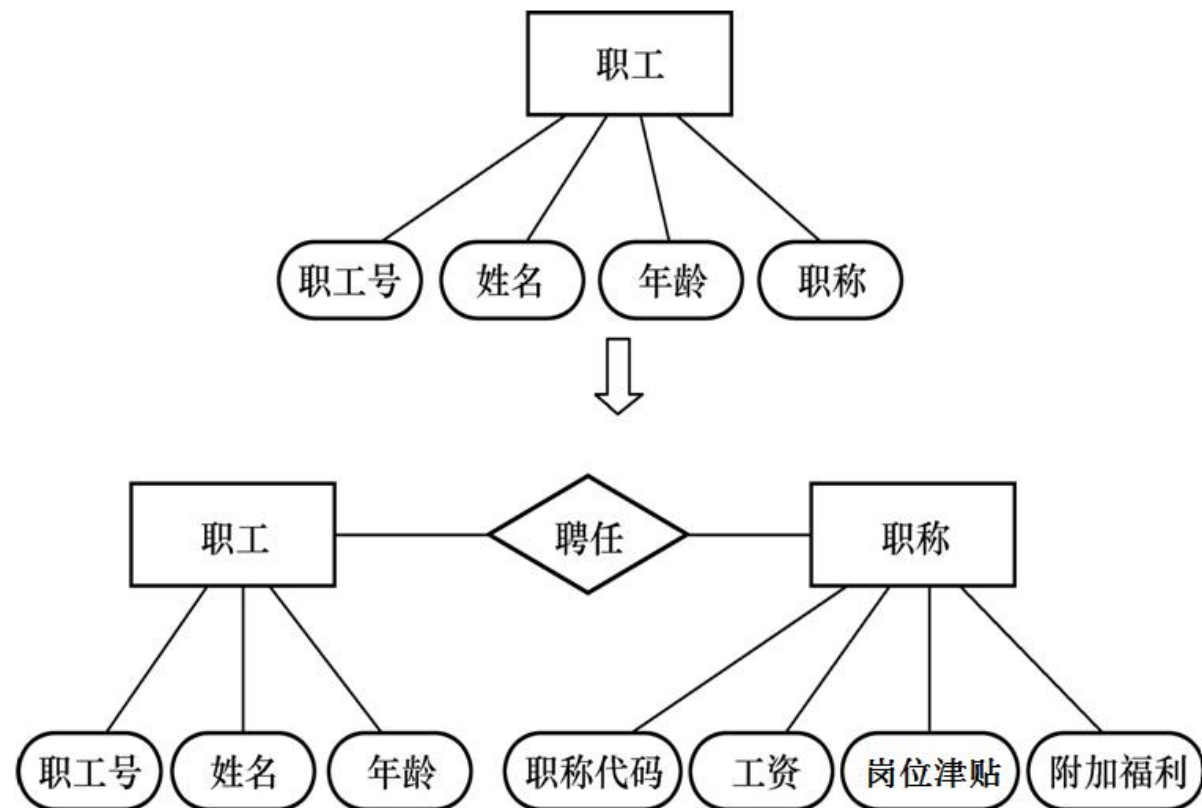 职工
职工号 姓名 年龄 职称
职工 聘任 职称
职工号 姓名 年龄 职称代码 工资 岗位津贴 附加福利